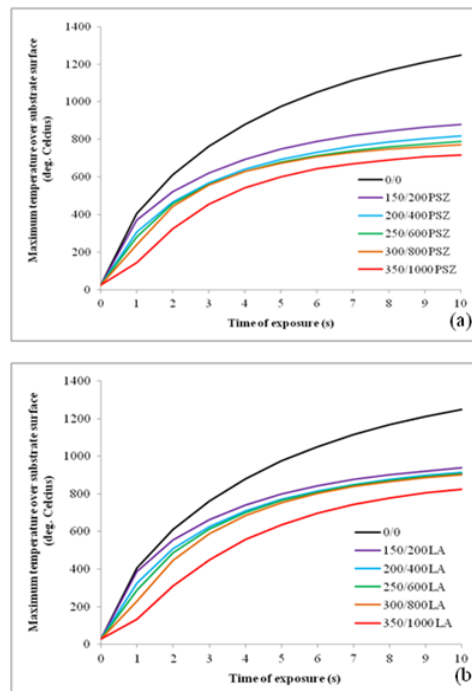 1400
1200
1000
800
600
400
200
0
Maximum temperature over substrate surface
(deg. Celcius)
0/0
150/200PSZ
200/400PSZ
250/600PSZ
300/800PSZ
350/1000PSZ
0 1 2 3 4 5 6 7 8 9 10
Time of exposure (s)
(a)
1400
1200
1000
800
600
400
200
0
Maximum temperature over substrate surface
(deg. Celcius)
0/0
150/200LA
200/400LA
250/600LA
300/800LA
350/1000LA
0 1 2 3 4 5 6 7 8 9 10
Time of exposure (s)
(b